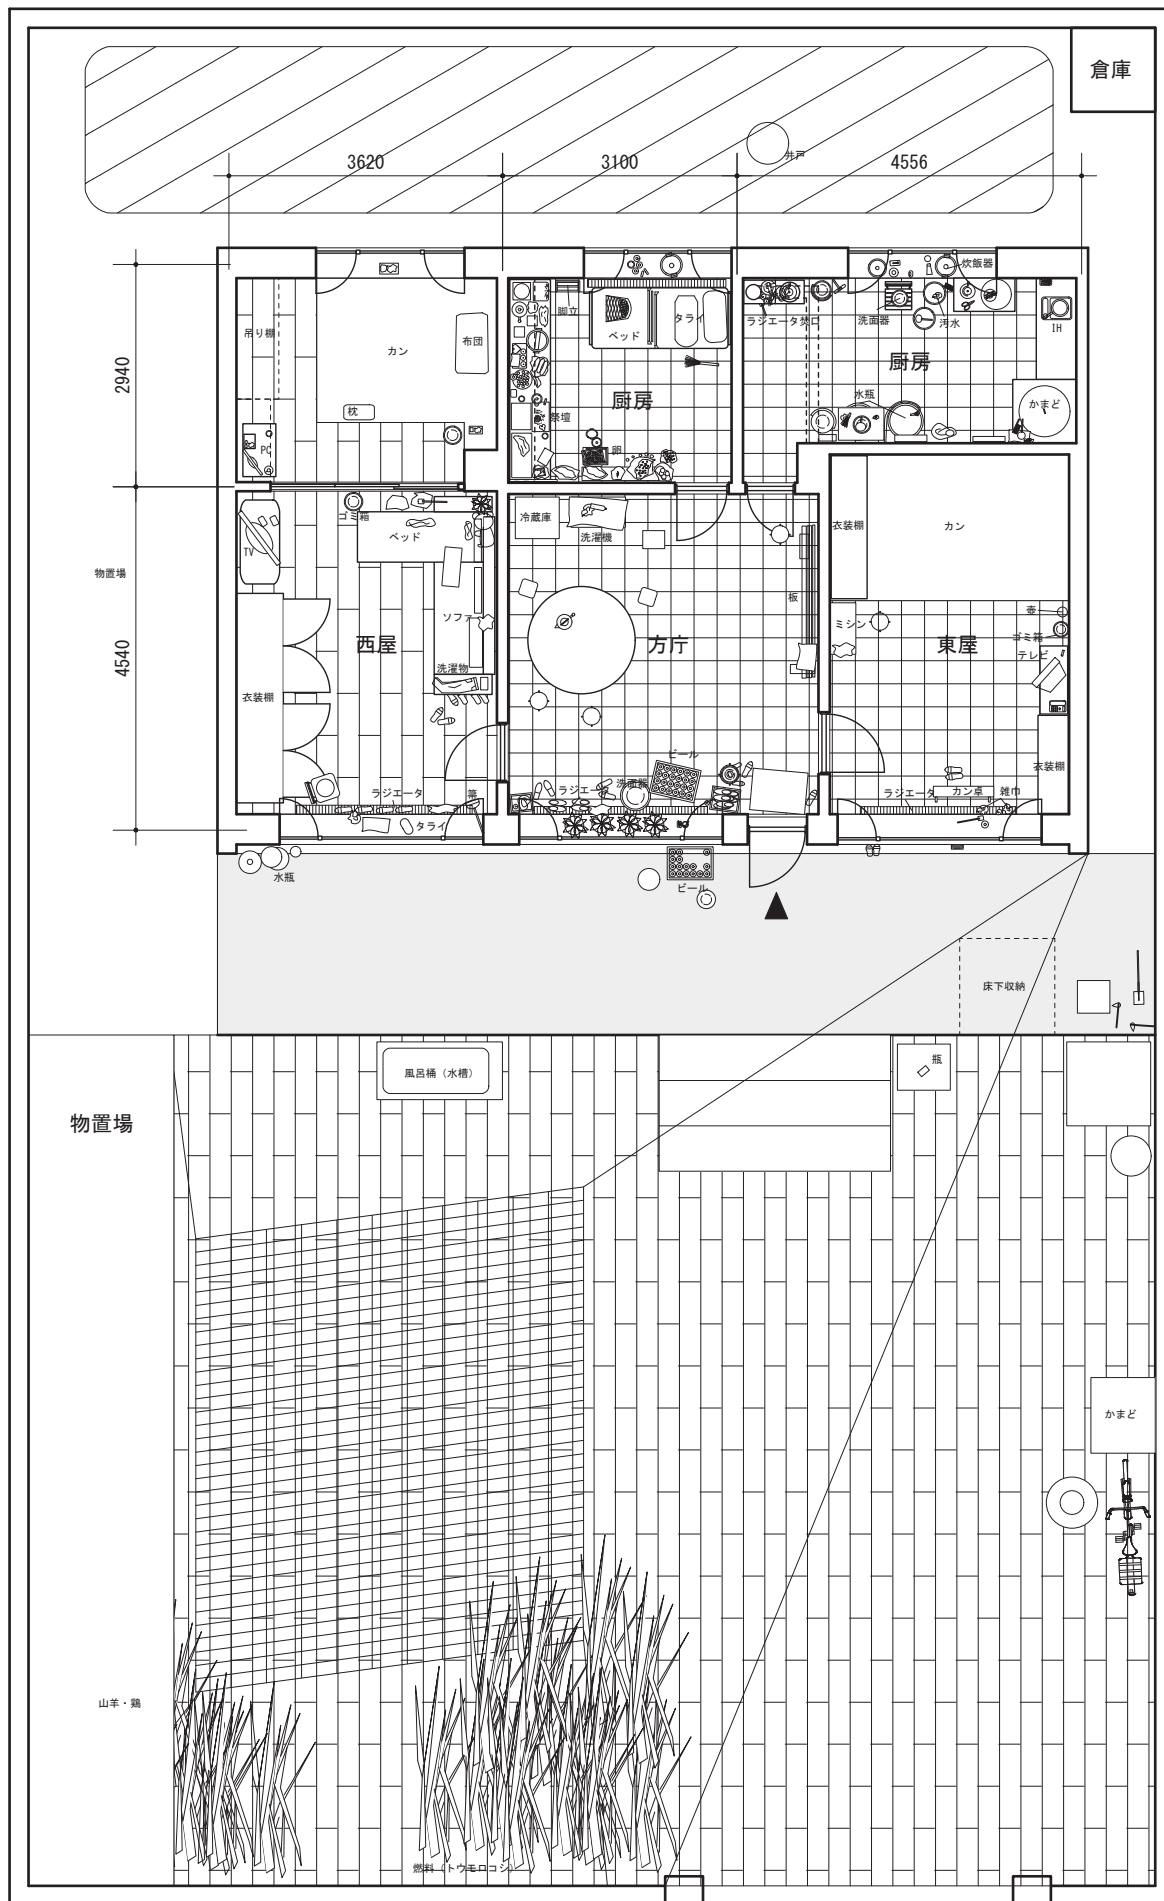 倉庫
井戸
3620
3100
4556
2940
4540
吊り棚
カン
布団
枕
PC
脚立
ベッド
タライ
厨房
祭壇
卵
ラジエータ焚口
洗面器
汚水
炊飯器
IH
厨房
水瓶
かまど
ゴミ箱
ベッド
TV
ソファ
西屋
洗濯物
衣装棚
ラジエータ
箒
タライ
物置場
冷蔵庫
洗濯機
板
方庁
ビール
洗面器
ラジエータ
衣装棚
カン
ミシン
壺
ゴミ箱
テレビ
東屋
衣装棚
ラジエータ
カン卓
雑巾
水瓶
ビール
床下収納
風呂桶(水槽)
瓶
物置場
かまど
山羊・鶏
燃料(トウモロコシ)